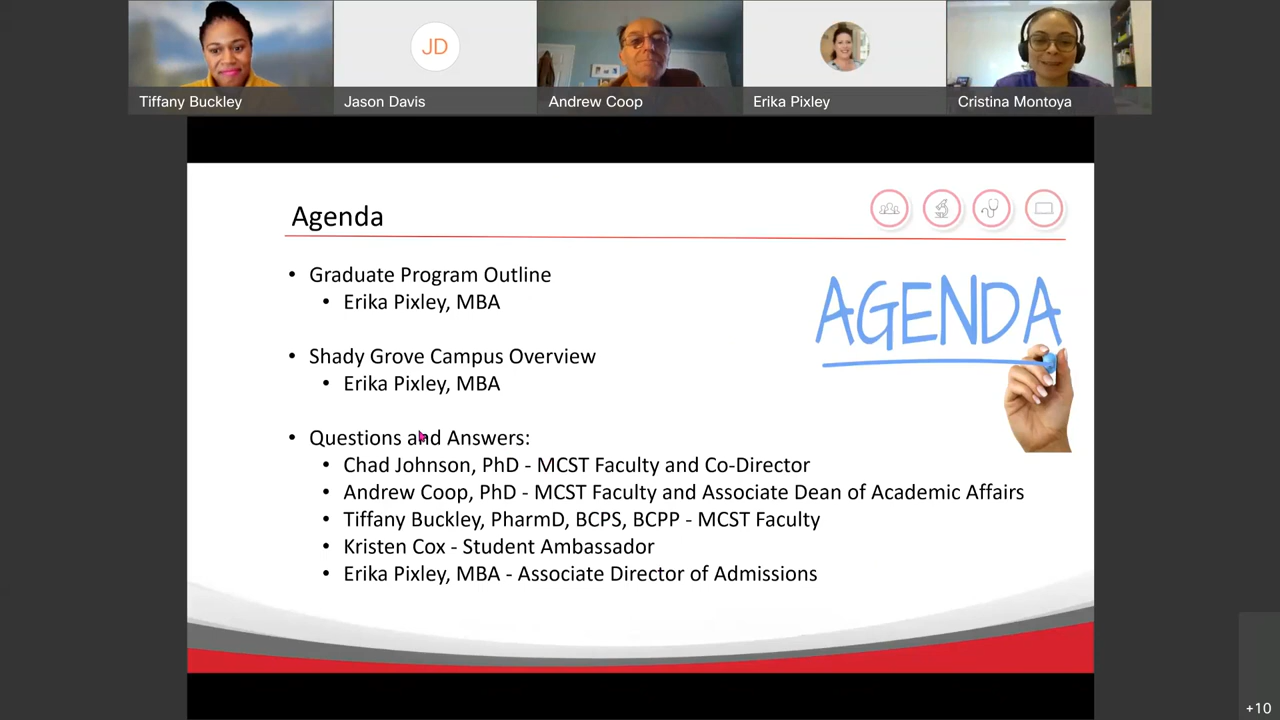 JD
Tiffany Buckley
Jason Davis
Andrew Coop
Erika Pixley
Cristina Montoya
Agenda
• Graduate Program Outline
• Erika Pixley, MBA
• Shady Grove Campus Overview
• Erika Pixley, MBA
• Questions and Answers:
• Chad Johnson, PhD - MCST Faculty and Co-Director
• Andrew Coop, PhD - MCST Faculty and Associate Dean of Academic Affairs
• Tiffany Buckley, PharmD, BCPS, BCPP - MCST Faculty
• Kristen Cox - Student Ambassador
• Erika Pixley, MBA - Associate Director of Admissions
AGENDA
+10